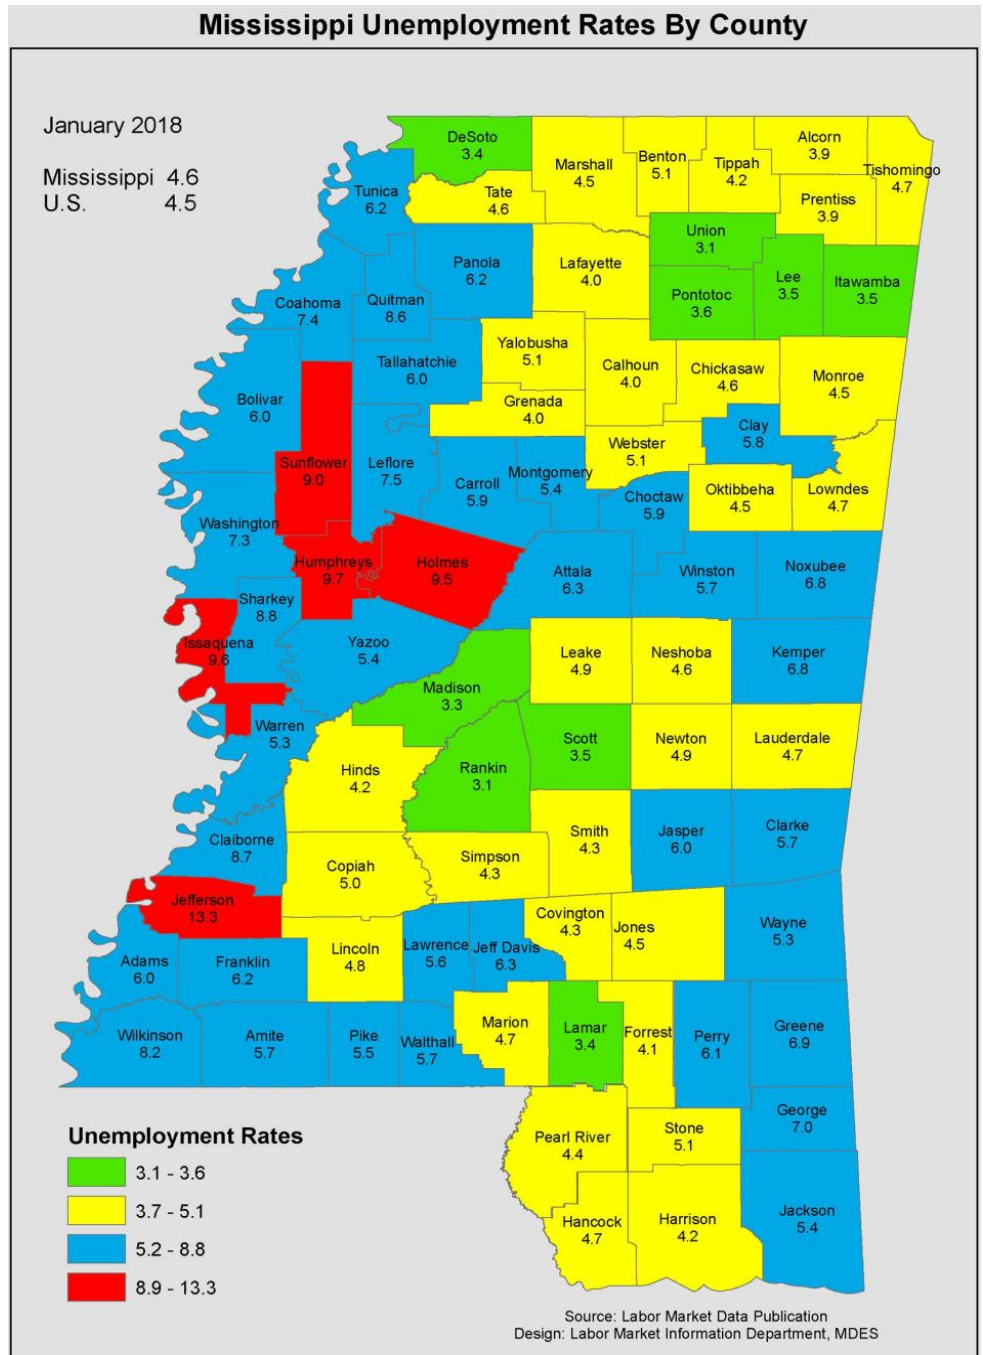 Mississippi Unemployment Rates By County
January 2018
Mississippi 4.6
U.S. 4.5
DeSoto
3.4
Marshall
4.5
Benton
5.1
Tippah
4.2
Alcorn
3.9
Tishomingo
4.7
Prentiss
3.9
Tunica
6.2
Tate
4.6
Union
3.1
Panola
6.2
Lafayette
4.0
Pontotoc
3.6
Lee
3.5
Itawamba
3.5
Coahoma
7.4
Quitman
8.6
Yalobusha
5.1
Tallahatchie
6.0
Calhoun
4.0
Chickasaw
4.6
Monroe
4.5
Bolivar
6.0
Grenada
4.0
Clay
5.8
Sunflower
9.0
Leflore
7.5
Carroll
5.9
Montgomery
5.4
Webster
5.1
Choctaw
5.9
Oktibbeha
4.5
Lowndes
4.7
Washington
7.3
Humphreys
9.7
Holmes
9.5
Attala
6.3
Winston
5.7
Noxubee
6.8
Sharkey
8.8
Issaquena
9.6
Yazoo
5.4
Leake
4.9
Neshoba
4.6
Kemper
6.8
Madison
3.3
Warren
5.3
Scott
3.5
Newton
4.9
Lauderdale
4.7
Hinds
4.2
Rankin
3.1
Smith
4.3
Jasper
6.0
Clarke
5.7
Claiborne
8.7
Copiah
5.0
Simpson
4.3
Jefferson
13.3
Covington
4.3
Jones
4.5
Wayne
5.3
Adams
6.0
Franklin
6.2
Lincoln
4.8
Lawrence
5.6
Jeff Davis
6.3
Wilkinson
8.2
Amite
5.7
Pike
5.5
Walthall
5.7
Marion
4.7
Lamar
3.4
Forrest
4.1
Perry
6.1
Greene
6.9
George
7.0
Pearl River
4.4
Stone
5.1
Hancock
4.7
Harrison
4.2
Jackson
5.4
Unemployment Rates
3.1 - 3.6
3.7 - 5.1
5.2 - 8.8
8.9 - 13.3
Source: Labor Market Data Publication
Design: Labor Market Information Department, MDES